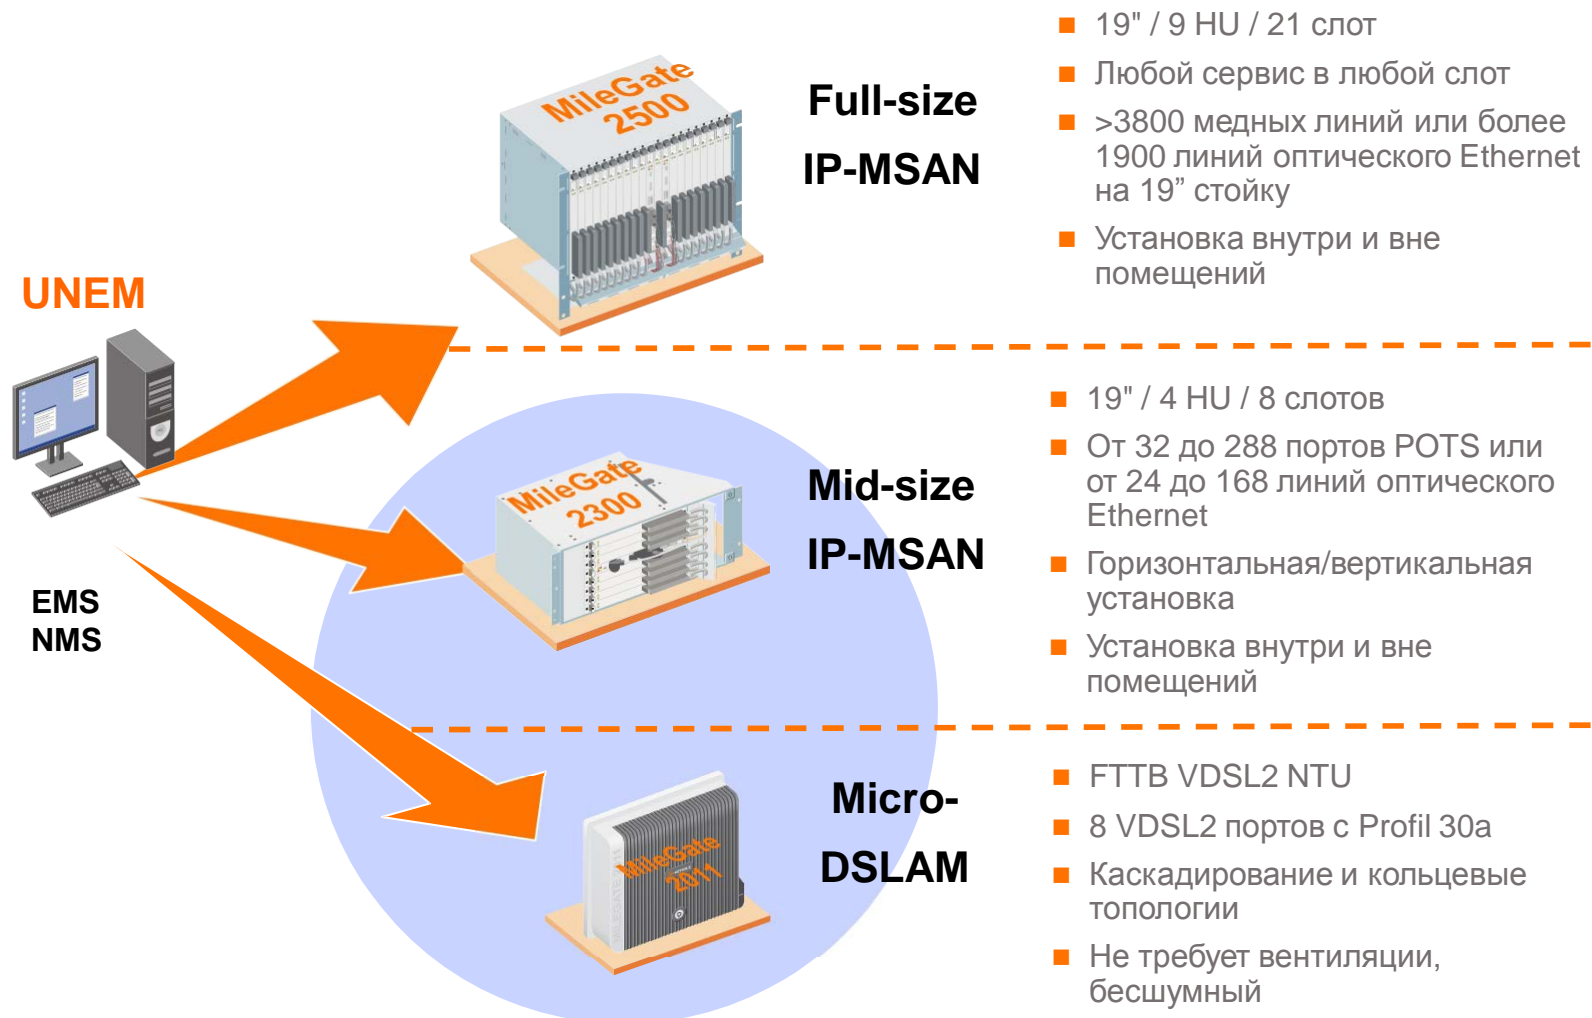 UNEM
EMS
NMS
MileGate
2500
Full-size
IP-MSAN
19" / 9 HU / 21 слот
Любой сервис в любой слот
>3800 медных линий или более
1900 линий оптического Ethernet
на 19” стойку
Установка внутри и вне
помещений
MileGate
2300
Mid-size
IP-MSAN
19" / 4 HU / 8 слотов
От 32 до 288 портов POTS или
от 24 до 168 линий оптического
Ethernet
Горизонтальная/вертикальная
установка
Установка внутри и вне
помещений
MileGate
2011
Micro-
DSLAM
FTTB VDSL2 NTU
8 VDSL2 портов с Profil 30a
Каскадирование и кольцевые
топологии
Не требует вентиляции,
бесшумный